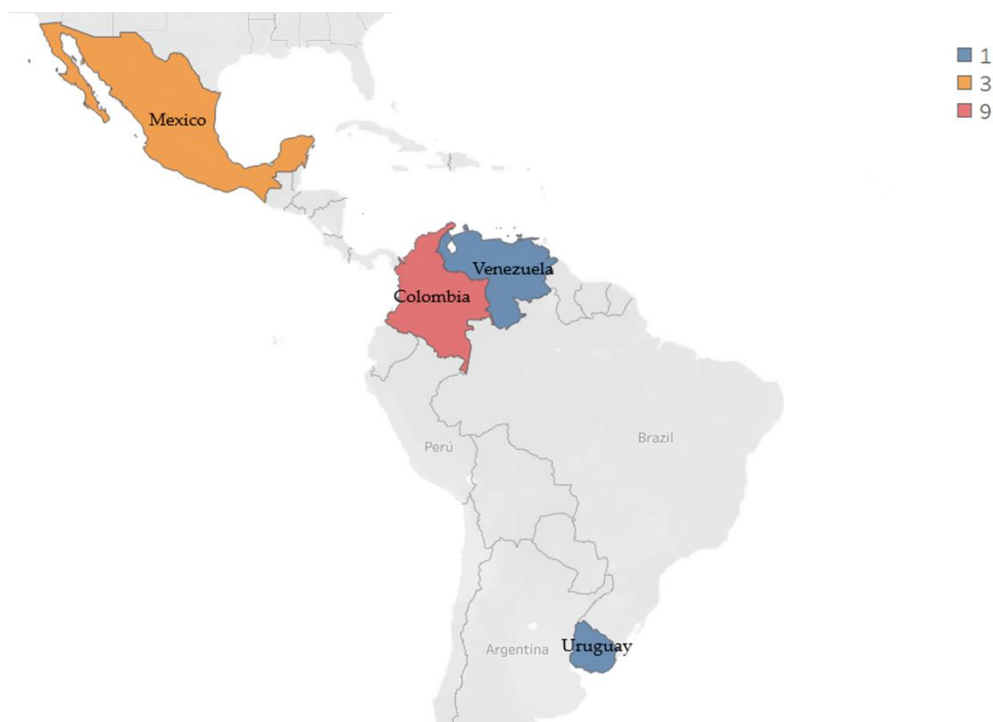 1
3
9
Mexico
Venezuela
Colombia
Brazil
Perú
Uruguay
Argentina